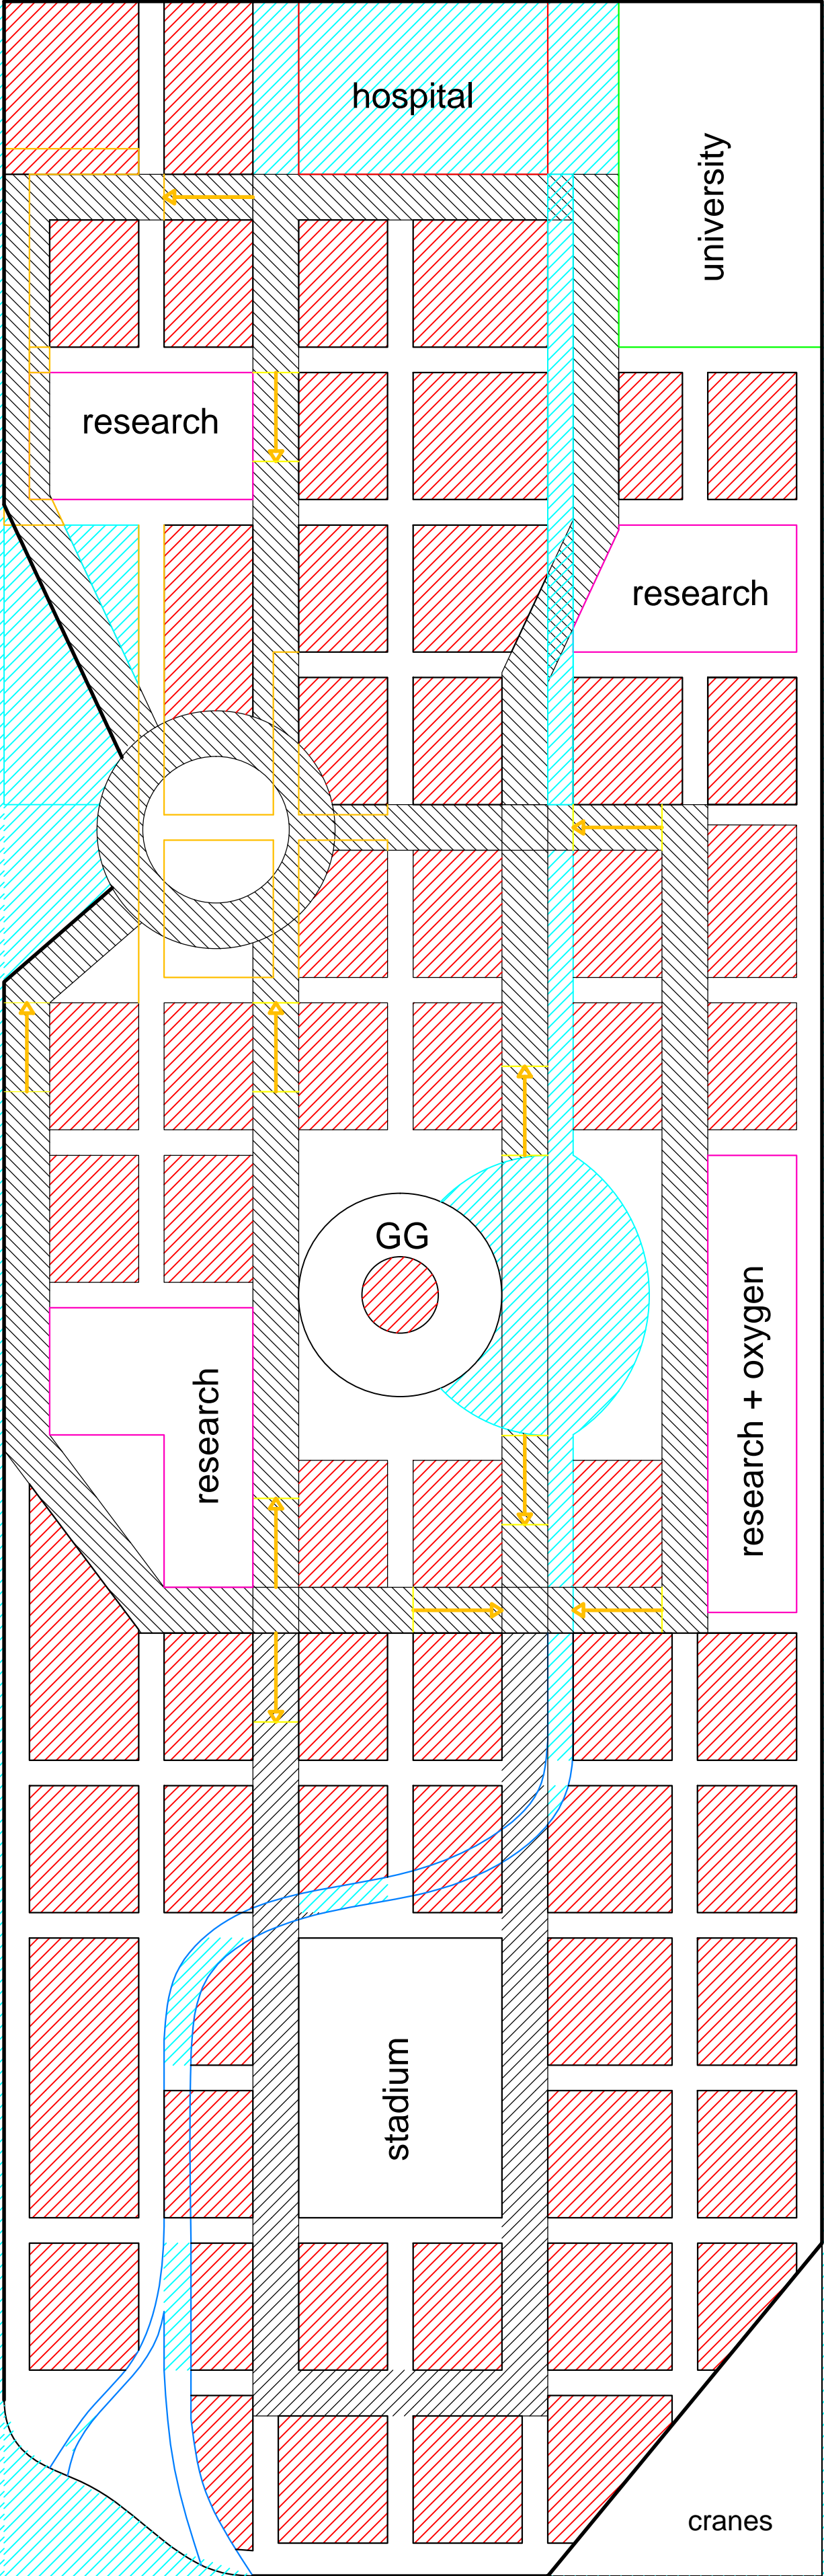 hospital
university
research
research
GG
research + oxygen
research
stadium
cranes